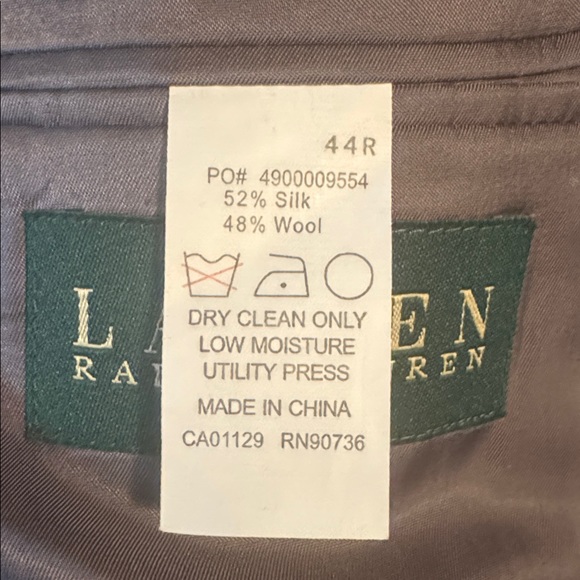 44R
PO# 4900009554
52% Silk
48% Wool
DRY CLEAN ONLY
LOW MOISTURE
UTILITY PRESS
MADE IN CHINA
CA01129 RN90736